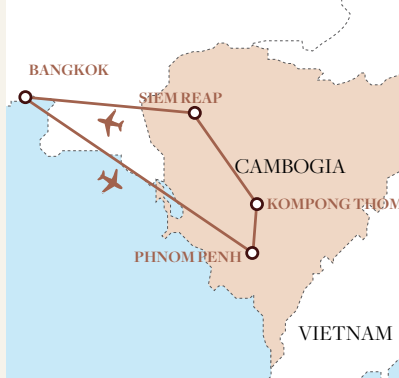 BANGKOK
SIEM REAP
CAMBOGIA
KOMPONG THOM
PHNOM PENH
VIETNAM